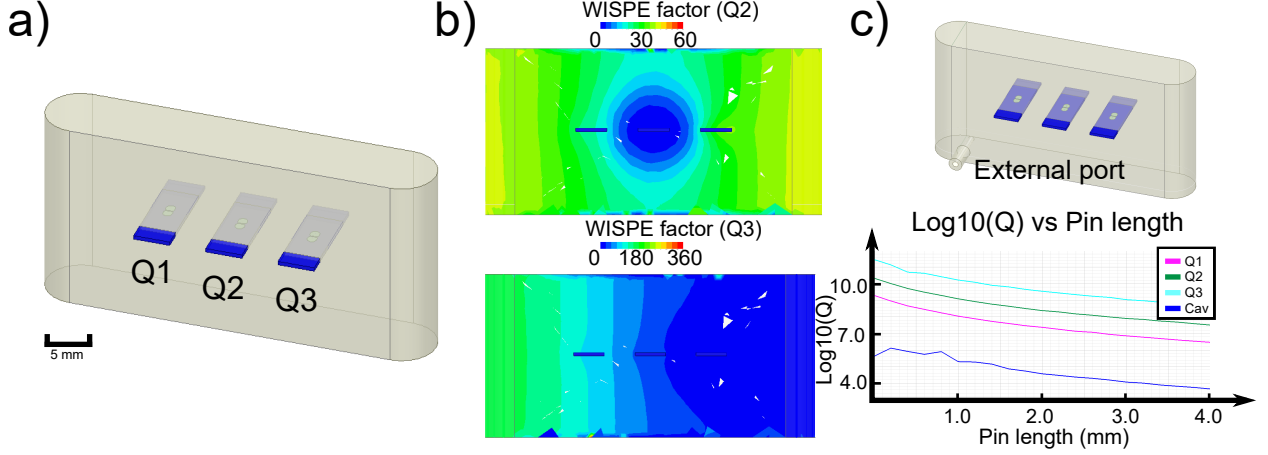 a)
Q1
Q2
Q3
5 mm
b)
WISPE factor (Q2)
0 30 60
WISPE factor (Q3)
0 180 360
c)
External port
Log10(Q) vs Pin length
Log10(Q)
10.0
7.0
4.0
Q1
Q2
Q3
Cav
1.0 2.0 3.0 4.0
Pin length (mm)